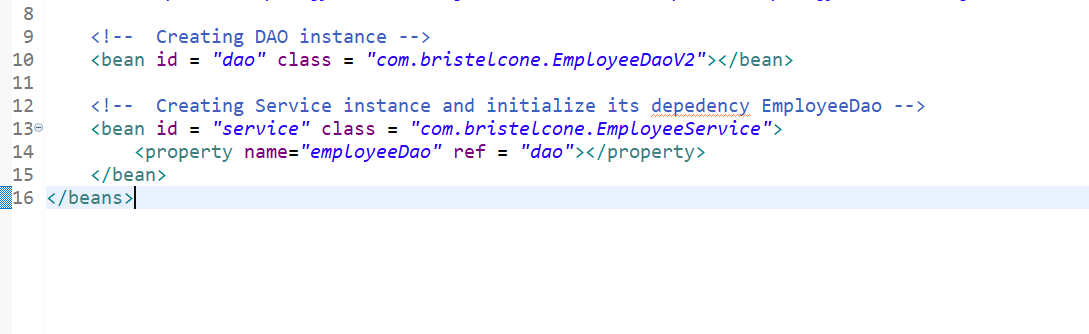 8
9 <!--  Creating DAO instance -->
10 <bean id = "dao" class = "com.bristelcone.EmployeeDaoV2"></bean>
11
12 <!--  Creating Service instance and initialize its depedency EmployeeDao -->
13 <bean id = "service" class = "com.bristelcone.EmployeeService">
14 <property name="employeeDao" ref = "dao"></property>
15 </bean>
16 </beans>